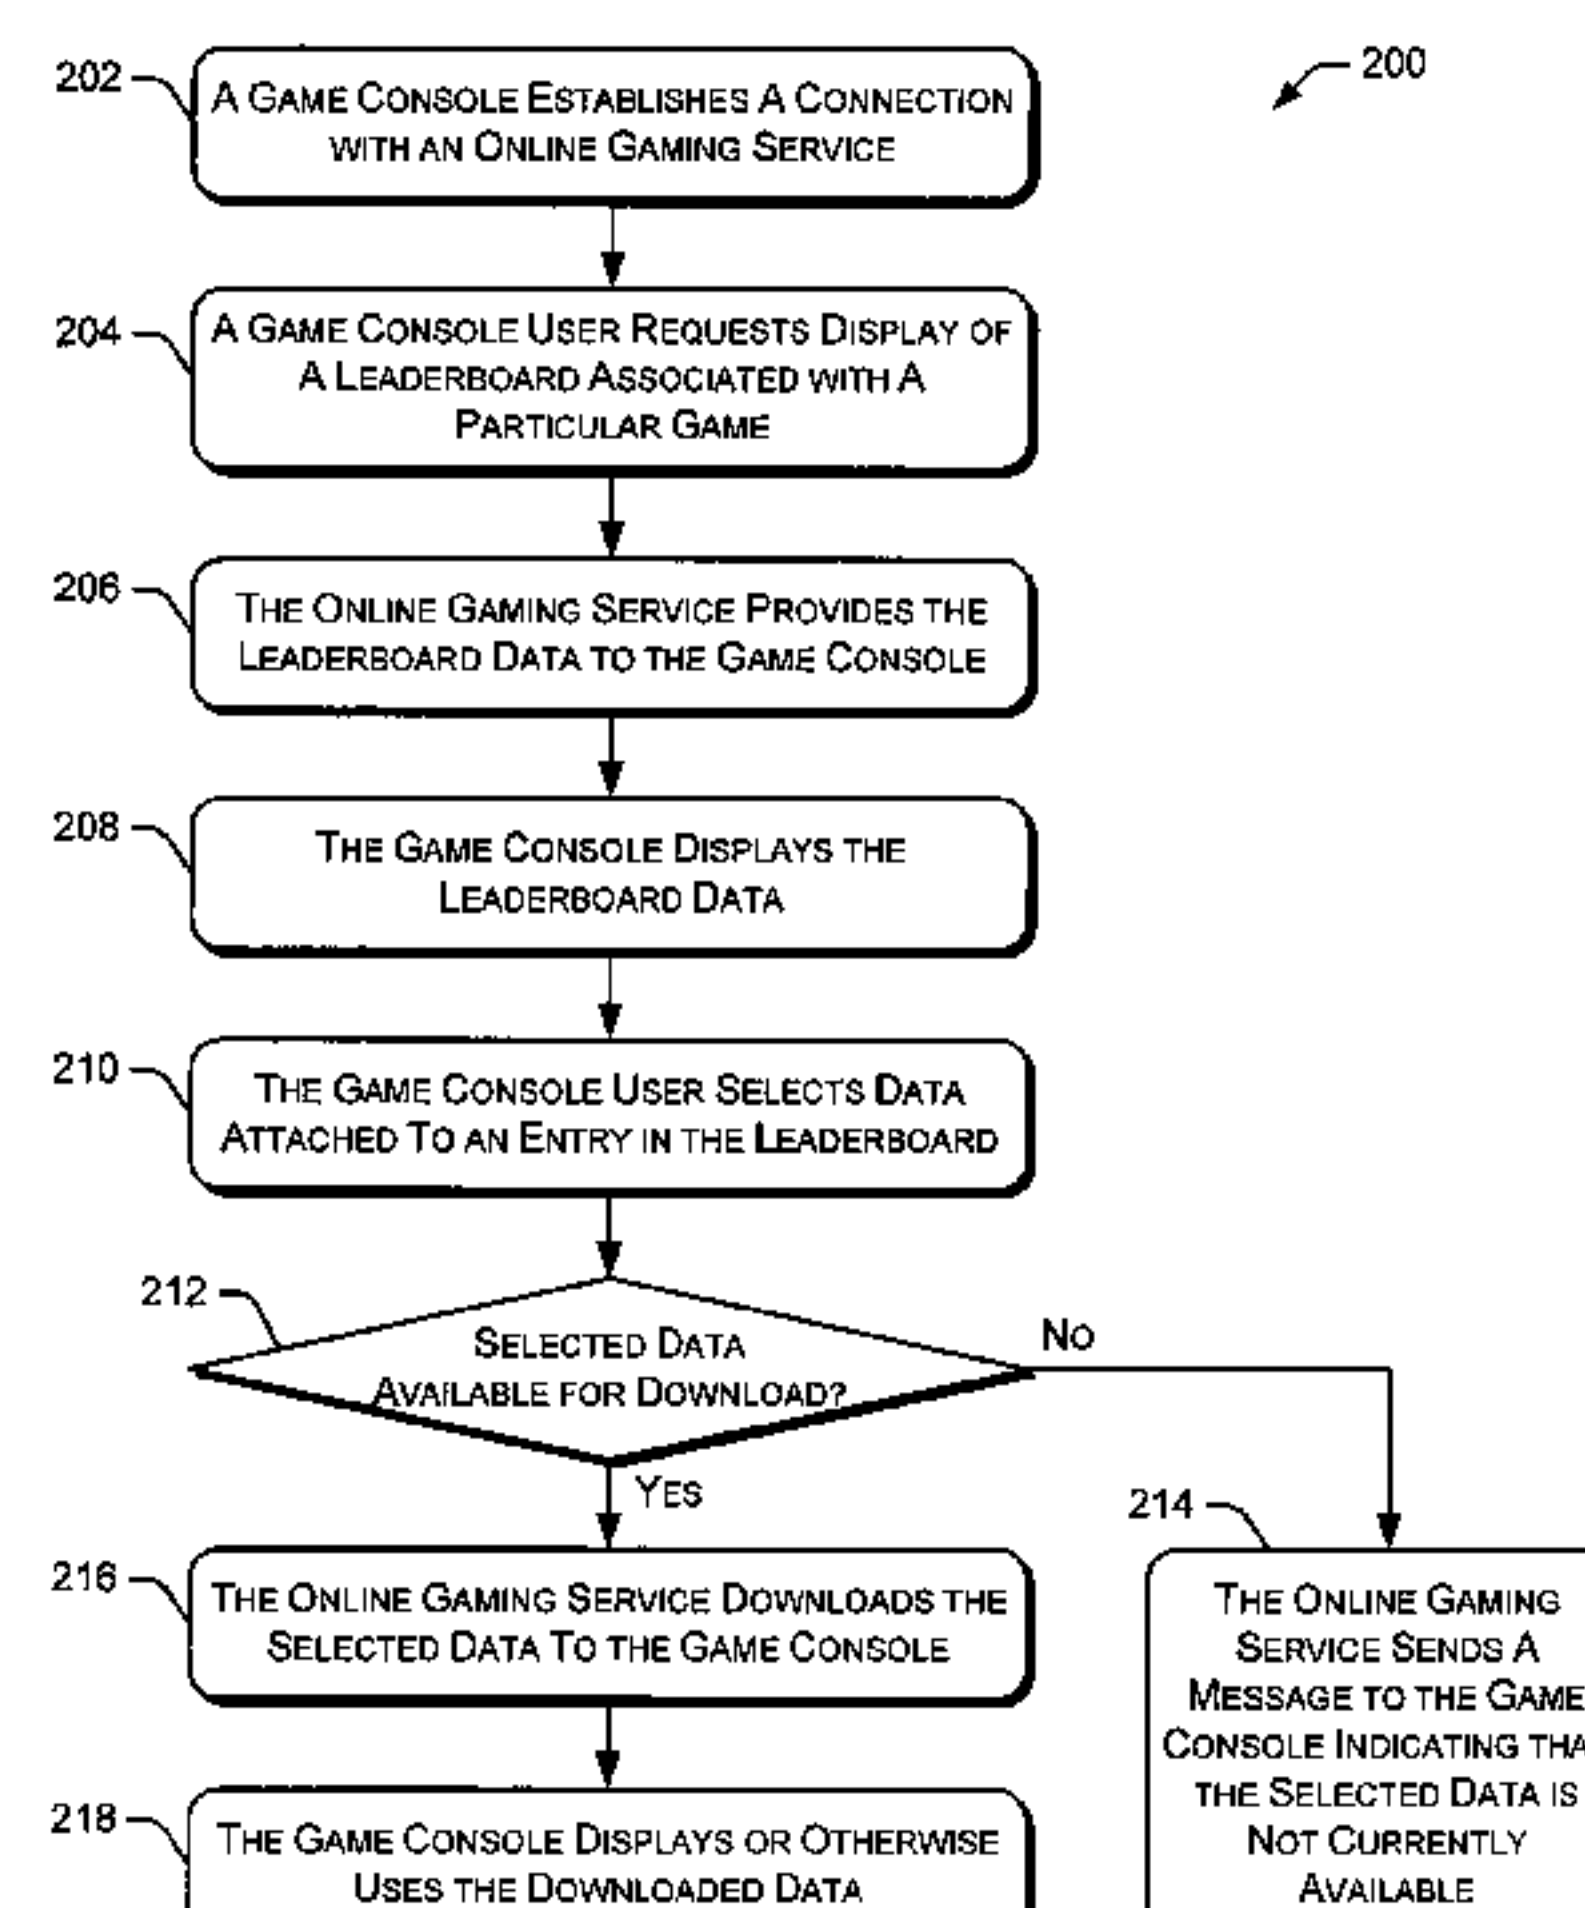 200
202
A GAME CONSOLE ESTABLISHES A CONNECTION
WITH AN ONLINE GAMING SERVICE
204
A GAME CONSOLE USER REQUESTS DISPLAY OF
A LEADERBOARD ASSOCIATED WITH A
PARTICULAR GAME
206
THE ONLINE GAMING SERVICE PROVIDES THE
LEADERBOARD DATA TO THE GAME CONSOLE
208
THE GAME CONSOLE DISPLAYS THE
LEADERBOARD DATA
210
THE GAME CONSOLE USER SELECTS DATA
ATTACHED TO AN ENTRY IN THE LEADERBOARD
212
SELECTED DATA
AVAILABLE FOR DOWNLOAD?
NO
YES
214
THE ONLINE GAMING
SERVICE SENDS A
MESSAGE TO THE GAME
CONSOLE INDICATING THA
THE SELECTED DATA IS
NOT CURRENTLY
AVAILABLE
216
THE ONLINE GAMING SERVICE DOWNLOADS THE
SELECTED DATA TO THE GAME CONSOLE
218
THE GAME CONSOLE DISPLAYS OR OTHERWISE
USES THE DOWNLOADED DATA